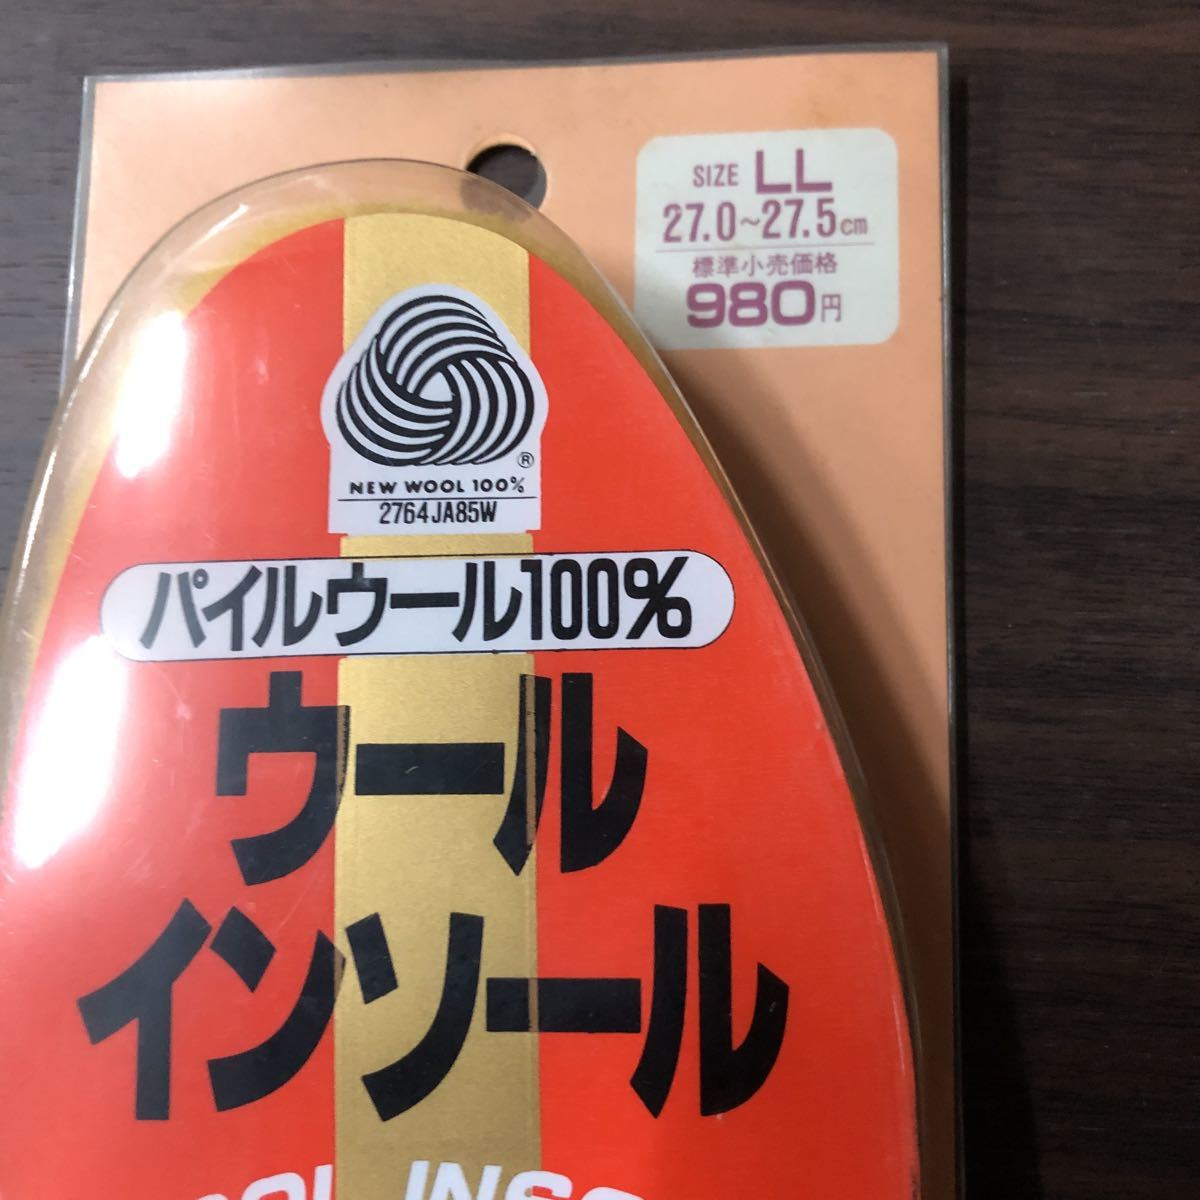 SIZE LL
27.0~27.5cm
標準小売価格
980円
®
NEW WOOL 100%
2764JA85W
パイルウール100%
ウール
インソール